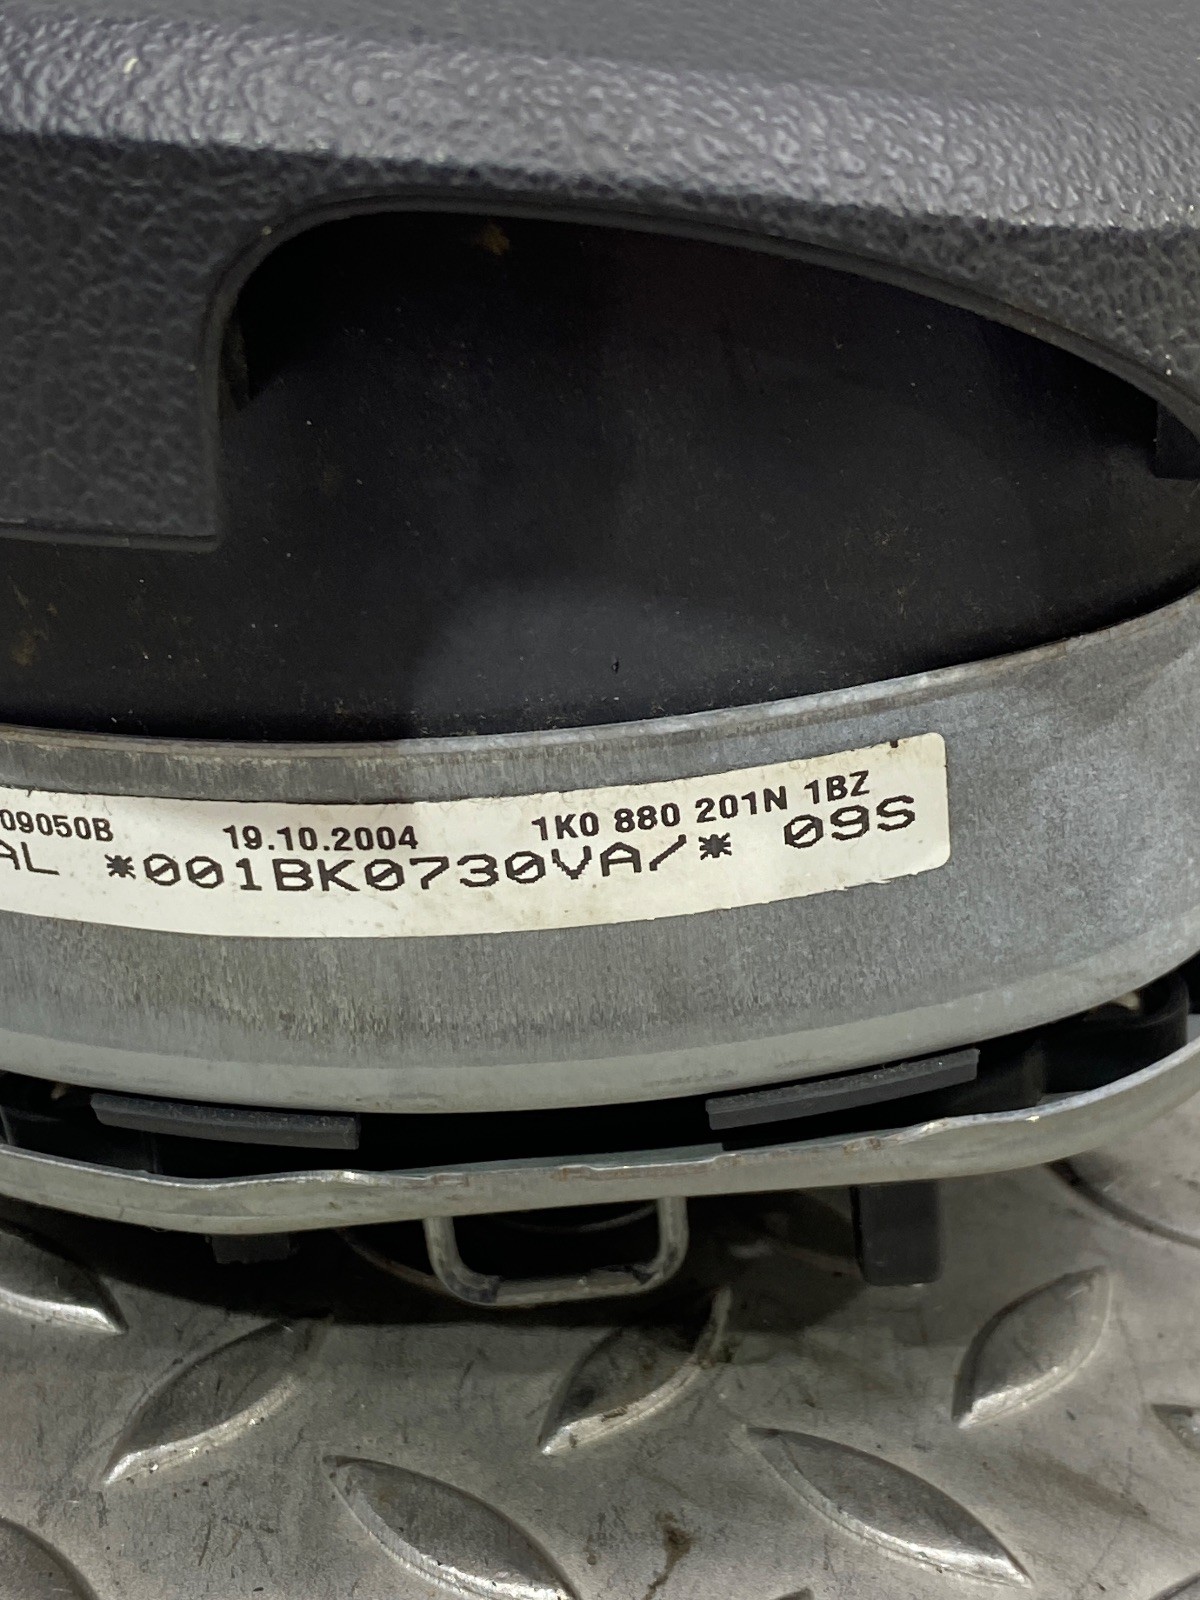 09050B 19.10.2004 1K0 880 201N 1BZ
AL *001BK0730VA/* 09S